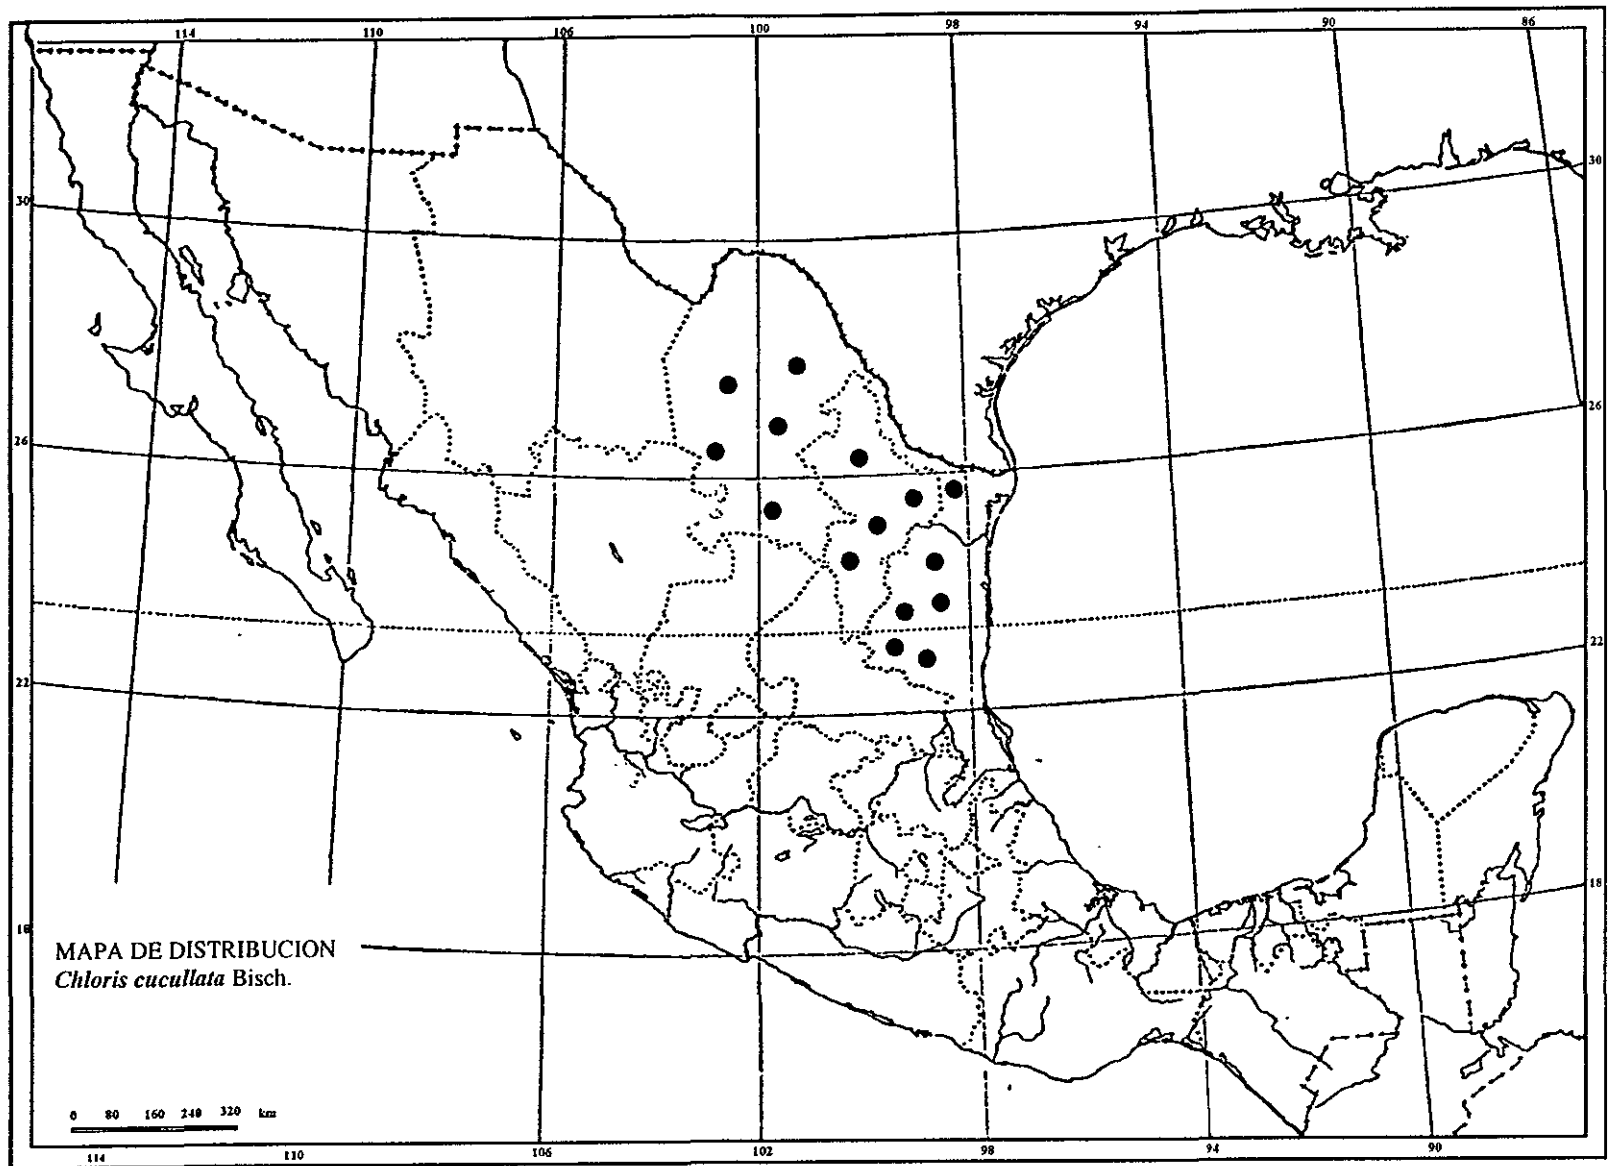 114 110 106 100 98 94 90 86
30 30
26 26
22 22
18 18
MAPA DE DISTRIBUCION
Chloris cucullata Bisch.
0 80 160 240 320 km
114 110 106 102 98 94 90